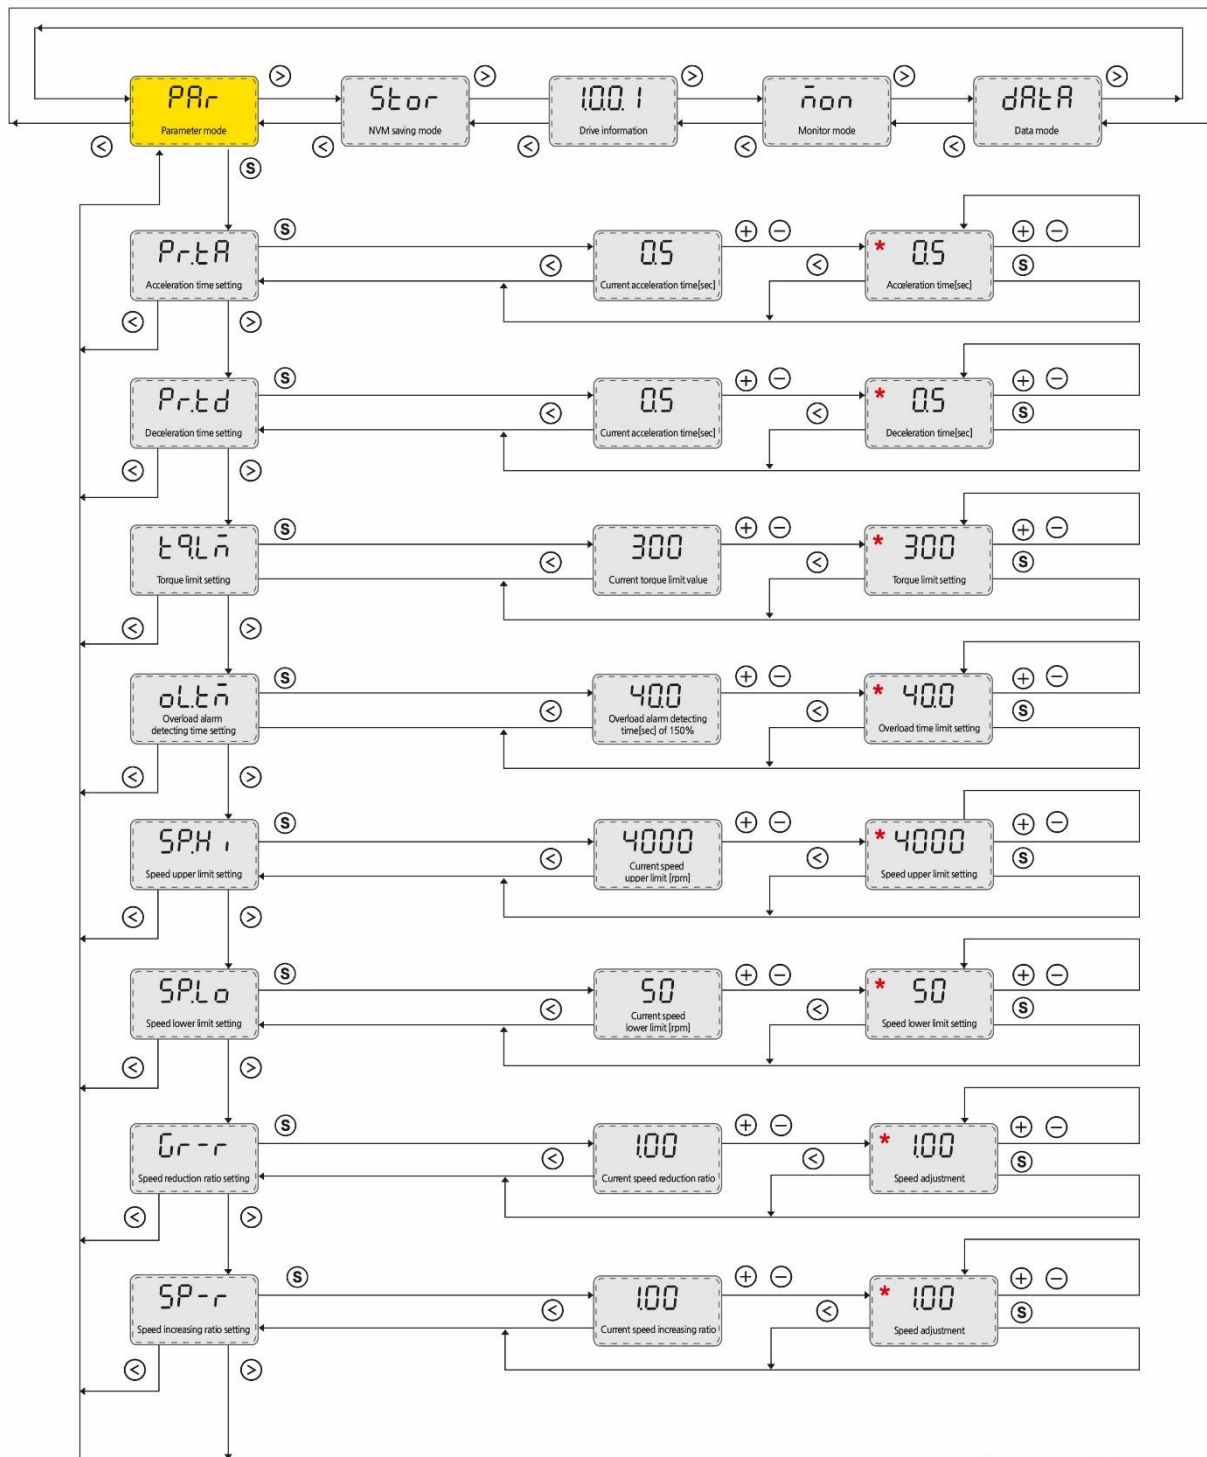 >
>
>
>
>
PAr
Parameter mode
Stor
NVM saving mode
1.0.0.1
Drive information
Mon
Monitor mode
dAtA
Data mode
<
<
<
<
<
S
Pr.tA
Acceleration time setting
S
0.5
Current acceleration time[sec]
<
+ −
* 0.5
Acceleration time[sec]
<
+ −
S
<
>
Pr.td
Deceleration time setting
S
0.5
Current acceleration time[sec]
<
+ −
* 0.5
Deceleration time[sec]
<
+ −
S
<
>
tq.Lm
Torque limit setting
S
300
Current torque limit value
<
+ −
* 300
Torque limit setting
<
+ −
S
<
>
oL.tm
Overload alarm
detecting time setting
S
40.0
Overload alarm detecting
time[sec] of 150%
<
+ −
* 40.0
Overload time limit setting
<
+ −
S
<
>
SP.Hi
Speed upper limit setting
S
4000
Current speed
upper limit [rpm]
<
+ −
* 4000
Speed upper limit setting
<
+ −
S
<
>
SP.Lo
Speed lower limit setting
S
50
Current speed
lower limit [rpm]
<
+ −
* 50
Speed lower limit setting
<
+ −
S
<
>
Gr-r
Speed reduction ratio setting
S
1.00
Current speed reduction ratio
<
+ −
* 1.00
Speed adjustment
<
+ −
S
<
>
SP-r
Speed increasing ratio setting
S
1.00
Current speed increasing ratio
<
+ −
* 1.00
Speed adjustment
<
+ −
S
<
>